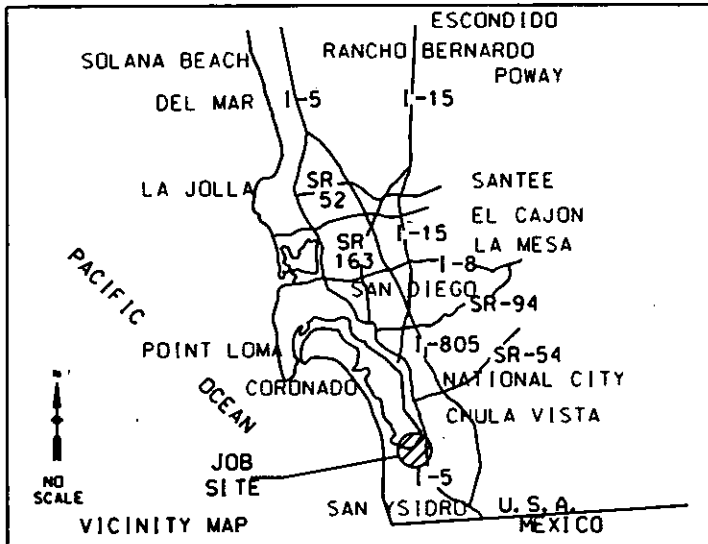 ESCONDIDO
SOLANA BEACH
RANCHO BERNARDO
POWAY
DEL MAR
I-5
I-15
LA JOLLA
SR
52
SANTEE
EL CAJON
I-15
SR
163
LA MESA
I-8
SAN DIEGO
SR-94
PACIFIC
OCEAN
POINT LOMA
I-805
SR-54
CORONADO
NATIONAL CITY
CHULA VISTA
N
NO
SCALE
JOB
SITE
I-5
SAN YSIDRO
U.S.A.
MEXICO
VICINITY MAP